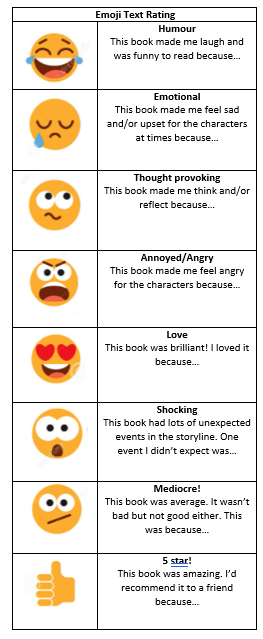 Emoji Text Rating
Humour
This book made me laugh and
was funny to read because…
Emotional
This book made me feel sad
and/or upset for the characters
at times because…
Thought provoking
This book made me think and/or
reflect because…
Annoyed/Angry
This book made me feel angry
for the characters because…
Love
This book was brilliant! I loved it
because…
Shocking
This book had lots of unexpected
events in the storyline. One
event I didn’t expect was…
Mediocre!
This book was average. It wasn’t
bad but not good either. This
was because…
5 star!
This book was amazing. I’d
recommend it to a friend
because…